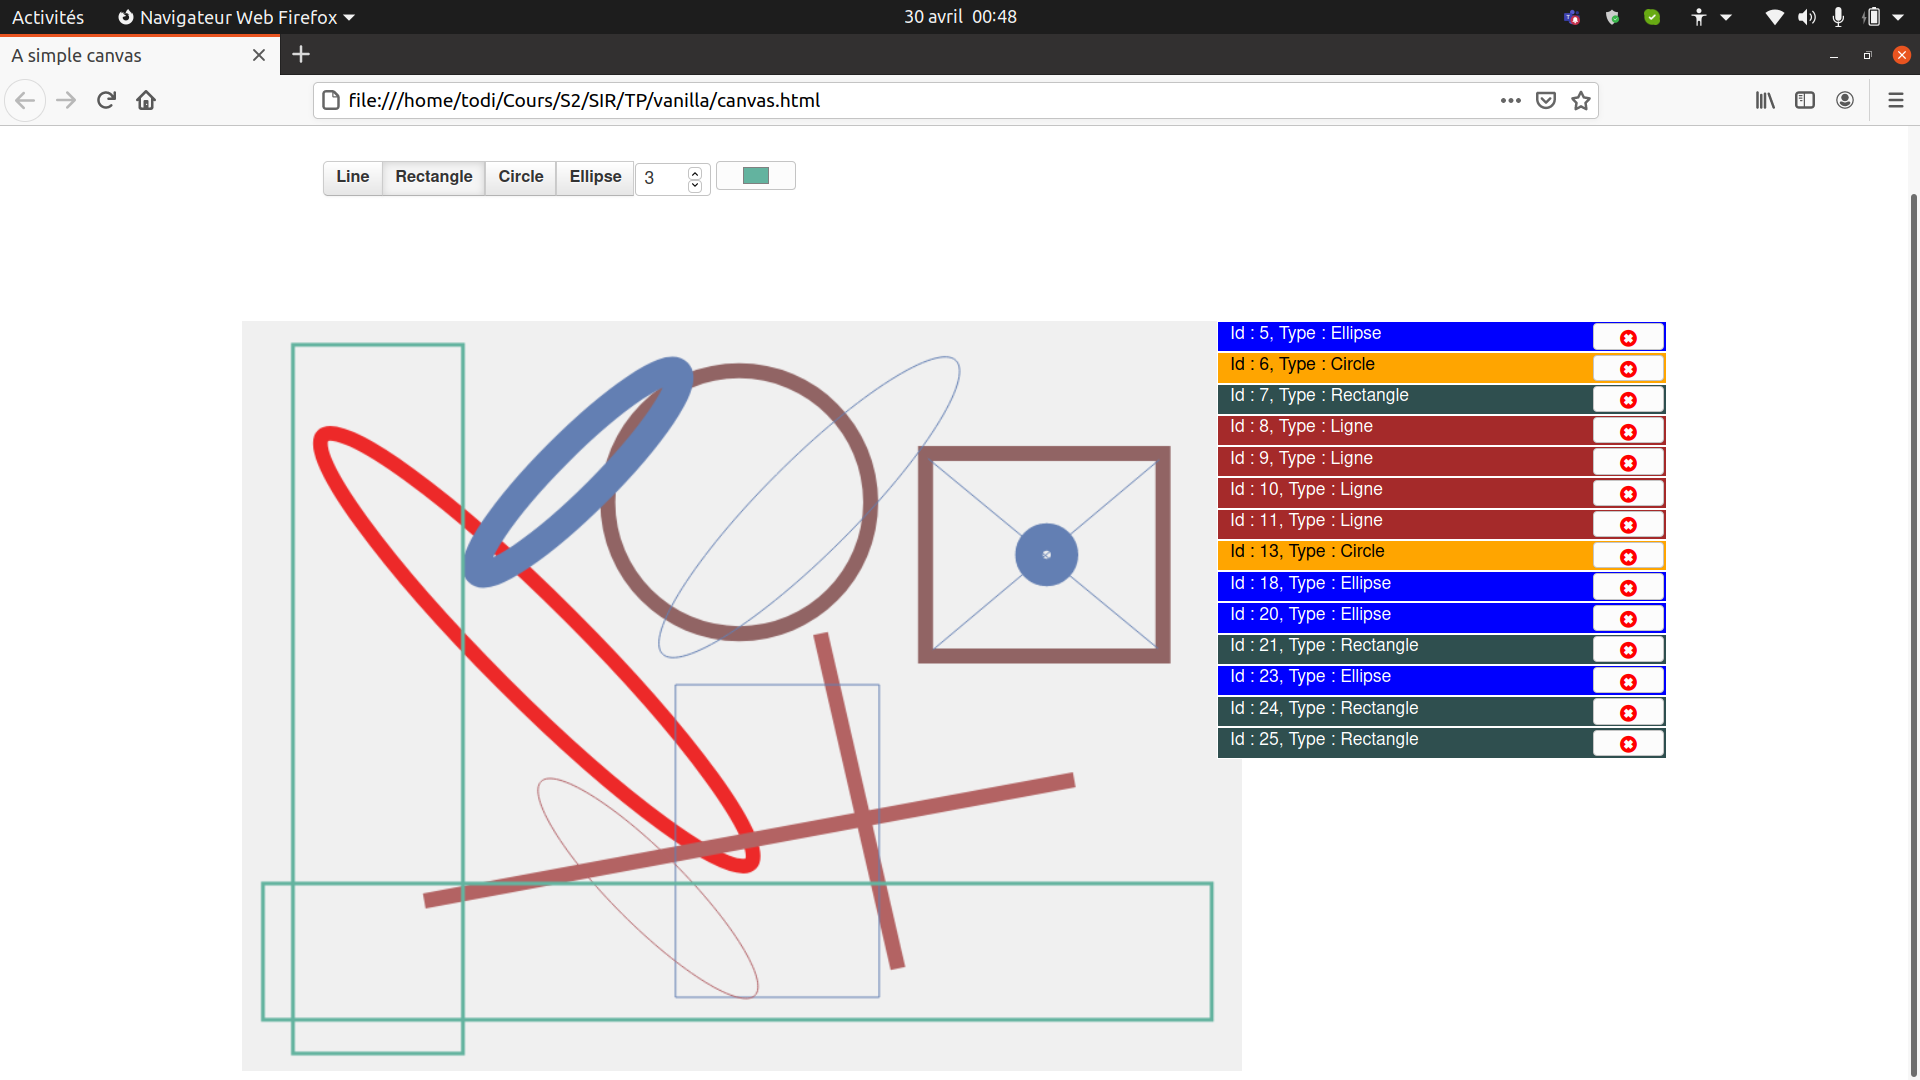 Activités Navigateur Web Firefox 30 avril 00:48
A simple canvas
file:///home/todi/Cours/S2/SIR/TP/vanilla/canvas.html
Line Rectangle Circle Ellipse 3
Id : 5, Type : Ellipse
Id : 6, Type : Circle
Id : 7, Type : Rectangle
Id : 8, Type : Ligne
Id : 9, Type : Ligne
Id : 10, Type : Ligne
Id : 11, Type : Ligne
Id : 13, Type : Circle
Id : 18, Type : Ellipse
Id : 20, Type : Ellipse
Id : 21, Type : Rectangle
Id : 23, Type : Ellipse
Id : 24, Type : Rectangle
Id : 25, Type : Rectangle